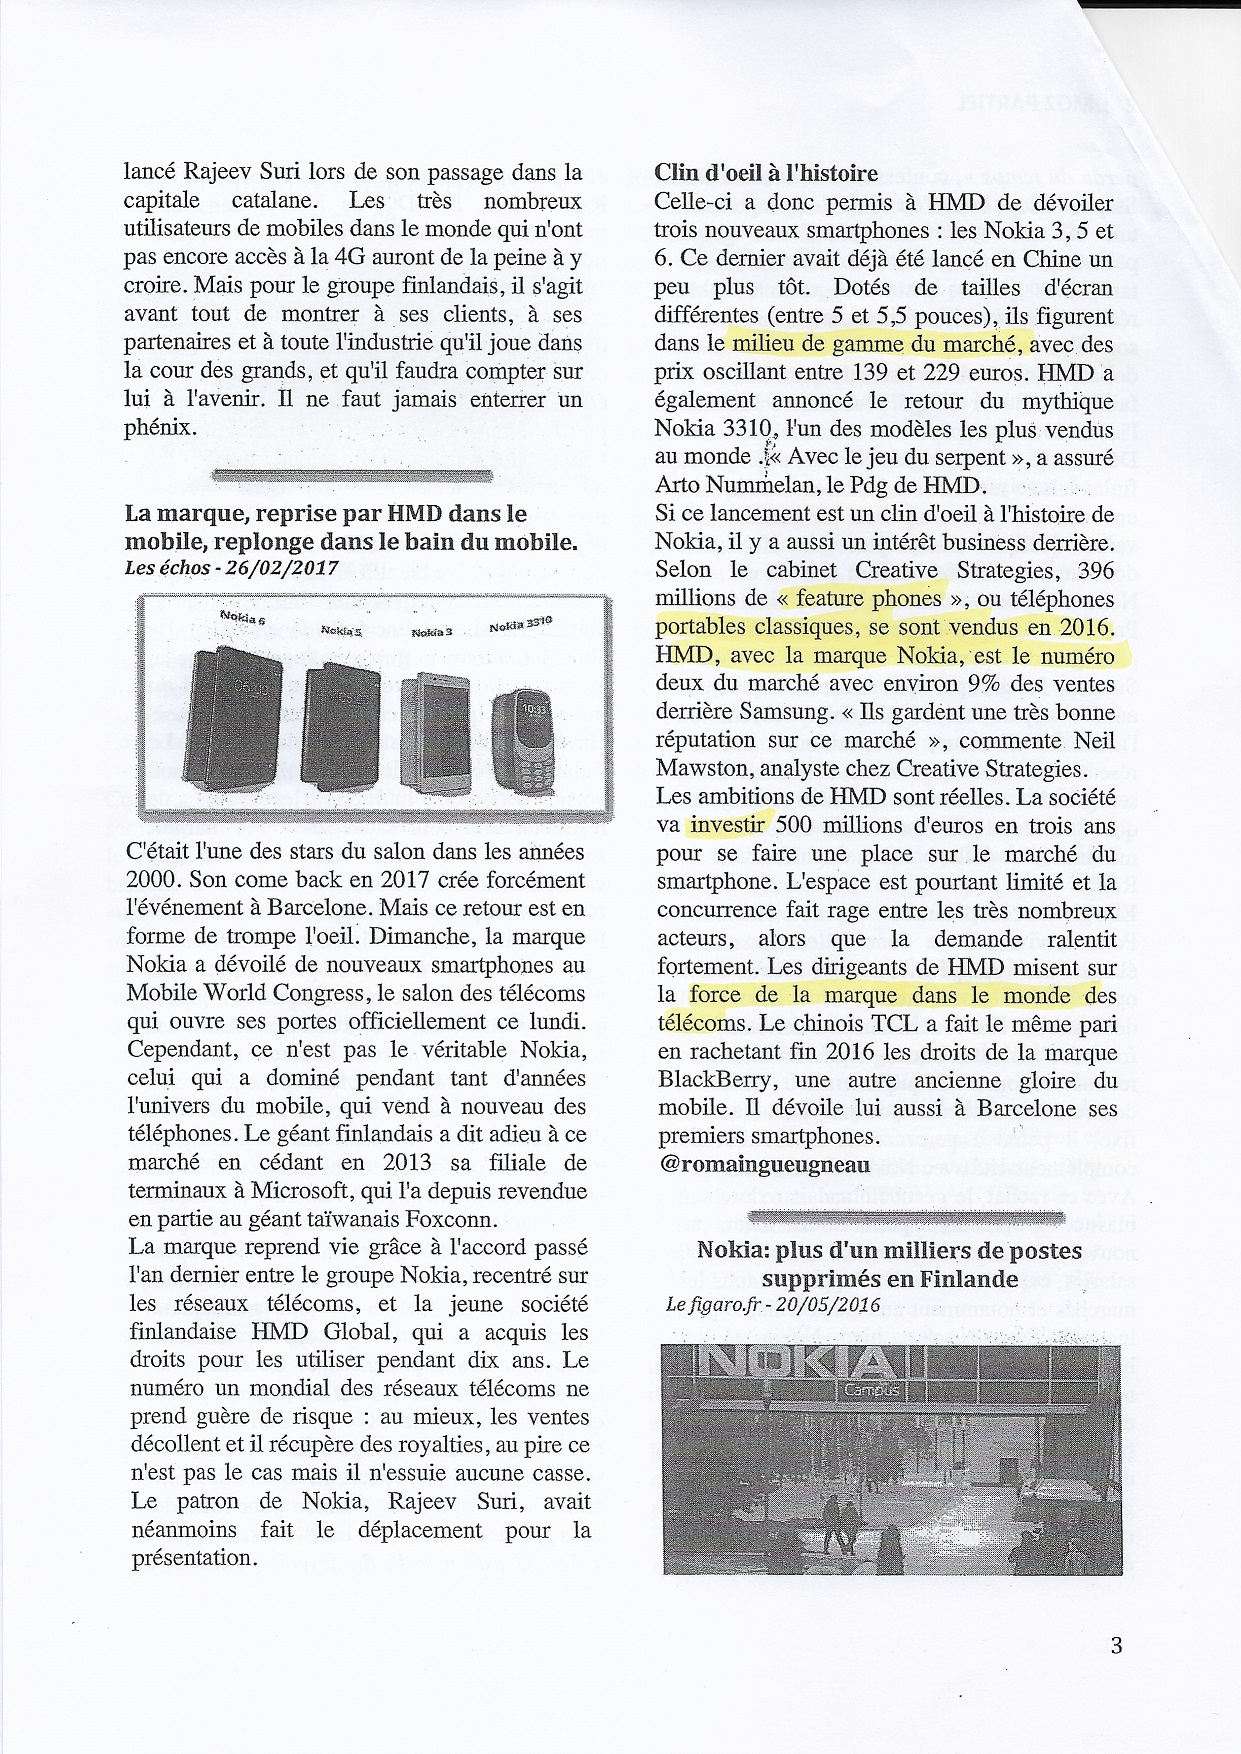 lancé Rajeev Suri lors de son passage dans la
capitale catalane. Les très nombreux
utilisateurs de mobiles dans le monde qui n'ont
pas encore accès à la 4G auront de la peine à y
croire. Mais pour le groupe finlandais, il s'agit
avant tout de montrer à ses clients, à ses
partenaires et à toute l'industrie qu'il joue dans
la cour des grands, et qu'il faudra compter sur
lui à l'avenir. Il ne faut jamais enterrer un
phénix.
La marque, reprise par HMD dans le
mobile, replonge dans le bain du mobile.
Les échos - 26/02/2017
Nokia 6
Nokia 5
Nokia 3
Nokia 3310
C'était l'une des stars du salon dans les années
2000. Son come back en 2017 crée forcément
l'événement à Barcelone. Mais ce retour est en
forme de trompe l'oeil. Dimanche, la marque
Nokia a dévoilé de nouveaux smartphones au
Mobile World Congress, le salon des télécoms
qui ouvre ses portes officiellement ce lundi.
Cependant, ce n'est pas le véritable Nokia,
celui qui a dominé pendant tant d'années
l'univers du mobile, qui vend à nouveau des
téléphones. Le géant finlandais a dit adieu à ce
marché en cédant en 2013 sa filiale de
terminaux à Microsoft, qui l'a depuis revendue
en partie au géant taïwanais Foxconn.
La marque reprend vie grâce à l'accord passé
l'an dernier entre le groupe Nokia, recentré sur
les réseaux télécoms, et la jeune société
finlandaise HMD Global, qui a acquis les
droits pour les utiliser pendant dix ans. Le
numéro un mondial des réseaux télécoms ne
prend guère de risque : au mieux, les ventes
décollent et il récupère des royalties, au pire ce
n'est pas le cas mais il n'essuie aucune casse.
Le patron de Nokia, Rajeev Suri, avait
néanmoins fait le déplacement pour la
présentation.
Clin d'oeil à l'histoire
Celle-ci a donc permis à HMD de dévoiler
trois nouveaux smartphones : les Nokia 3, 5 et
6. Ce dernier avait déjà été lancé en Chine un
peu plus tôt. Dotés de tailles d'écran
différentes (entre 5 et 5,5 pouces), ils figurent
dans le milieu de gamme du marché, avec des
prix oscillant entre 139 et 229 euros. HMD a
également annoncé le retour du mythique
Nokia 3310, l'un des modèles les plus vendus
au monde . « Avec le jeu du serpent », a assuré
Arto Nummelan, le Pdg de HMD.
Si ce lancement est un clin d'oeil à l'histoire de
Nokia, il y a aussi un intérêt business derrière.
Selon le cabinet Creative Strategies, 396
millions de « feature phones », ou téléphones
portables classiques, se sont vendus en 2016.
HMD, avec la marque Nokia, est le numéro
deux du marché avec environ 9% des ventes
derrière Samsung. « Ils gardent une très bonne
réputation sur ce marché », commente Neil
Mawston, analyste chez Creative Strategies.
Les ambitions de HMD sont réelles. La société
va investir 500 millions d'euros en trois ans
pour se faire une place sur le marché du
smartphone. L'espace est pourtant limité et la
concurrence fait rage entre les très nombreux
acteurs, alors que la demande ralentit
fortement. Les dirigeants de HMD misent sur
la force de la marque dans le monde des
télécoms. Le chinois TCL a fait le même pari
en rachetant fin 2016 les droits de la marque
BlackBerry, une autre ancienne gloire du
mobile. Il dévoile lui aussi à Barcelone ses
premiers smartphones.
@romaingueugneau
Nokia: plus d'un milliers de postes
supprimés en Finlande
Le figaro.fr - 20/05/2016
NOKIA
Campus
3